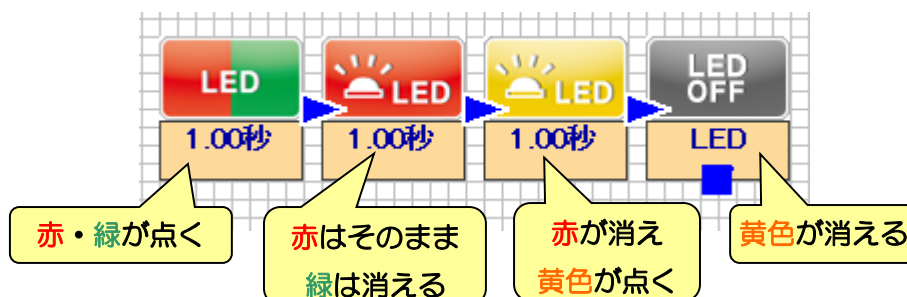 LED
LED
LED
LED
OFF
1.00秒
1.00秒
1.00秒
LED
赤・緑が点く
赤はそのまま
緑は消える
赤が消え
黄色が点く
黄色が消える